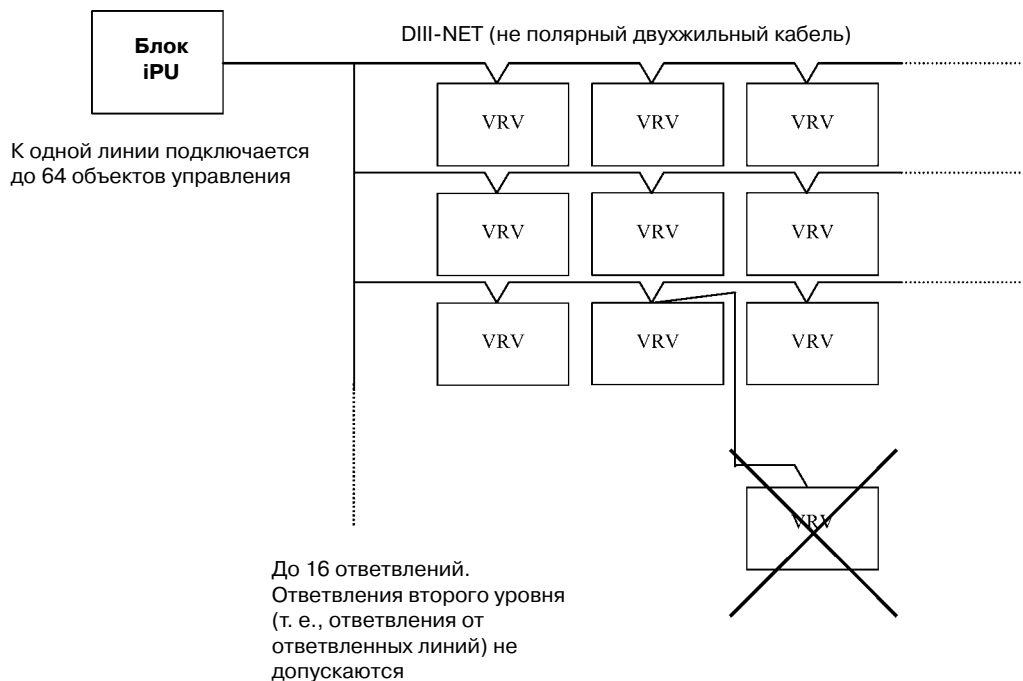 Блок
iPU
DIII-NET (не полярный двухжильный кабель)
К одной линии подключается
до 64 объектов управления
VRV
VRV
VRV
VRV
VRV
VRV
VRV
VRV
VRV
VRV
До 16 ответвлений.
Ответвления второго уровня
(т. е., ответвления от
ответвленных линий) не
допускаются